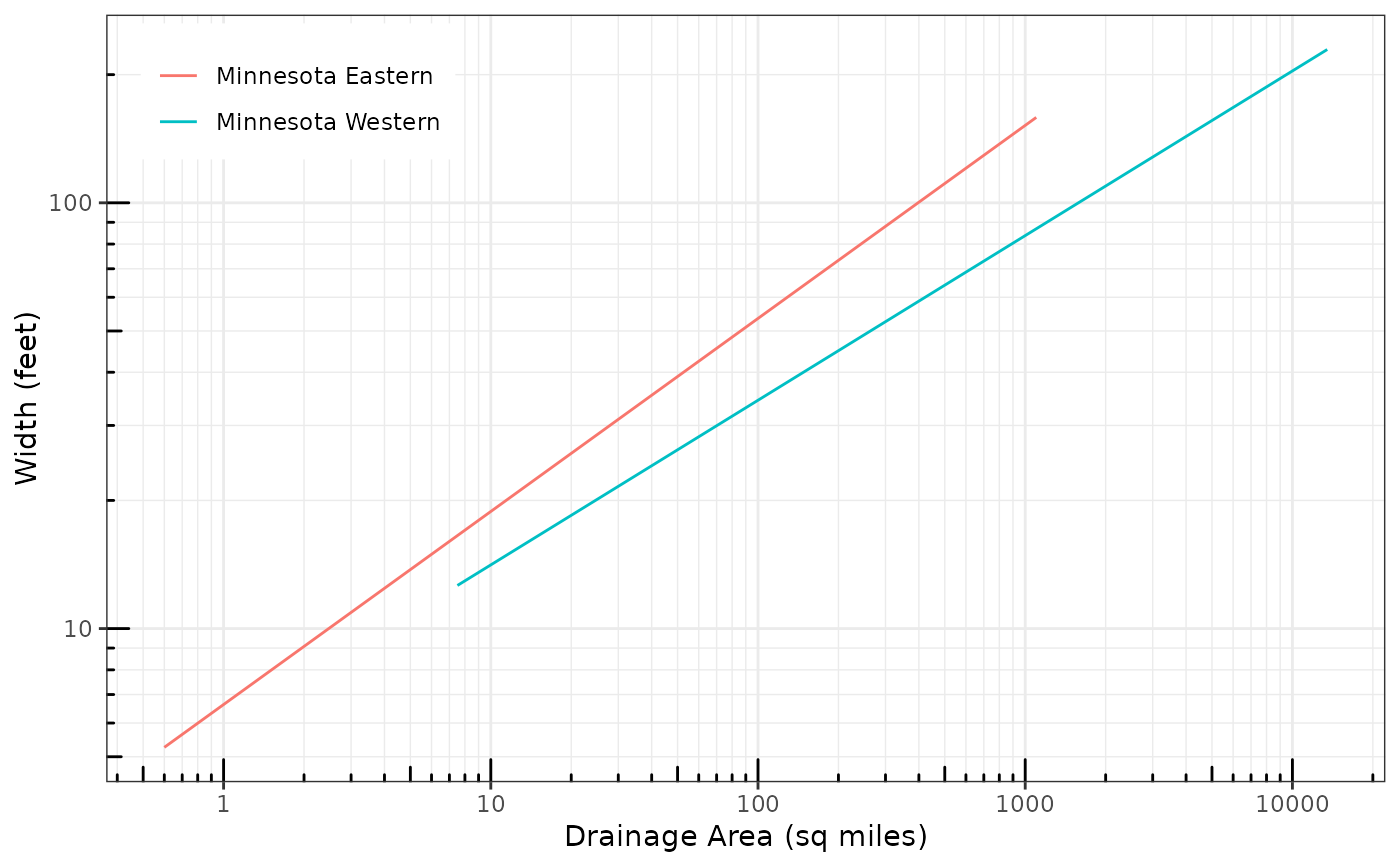 Minnesota Eastern
Minnesota Western
100
10
Width (feet)
1 10 100 1000 10000
Drainage Area (sq miles)